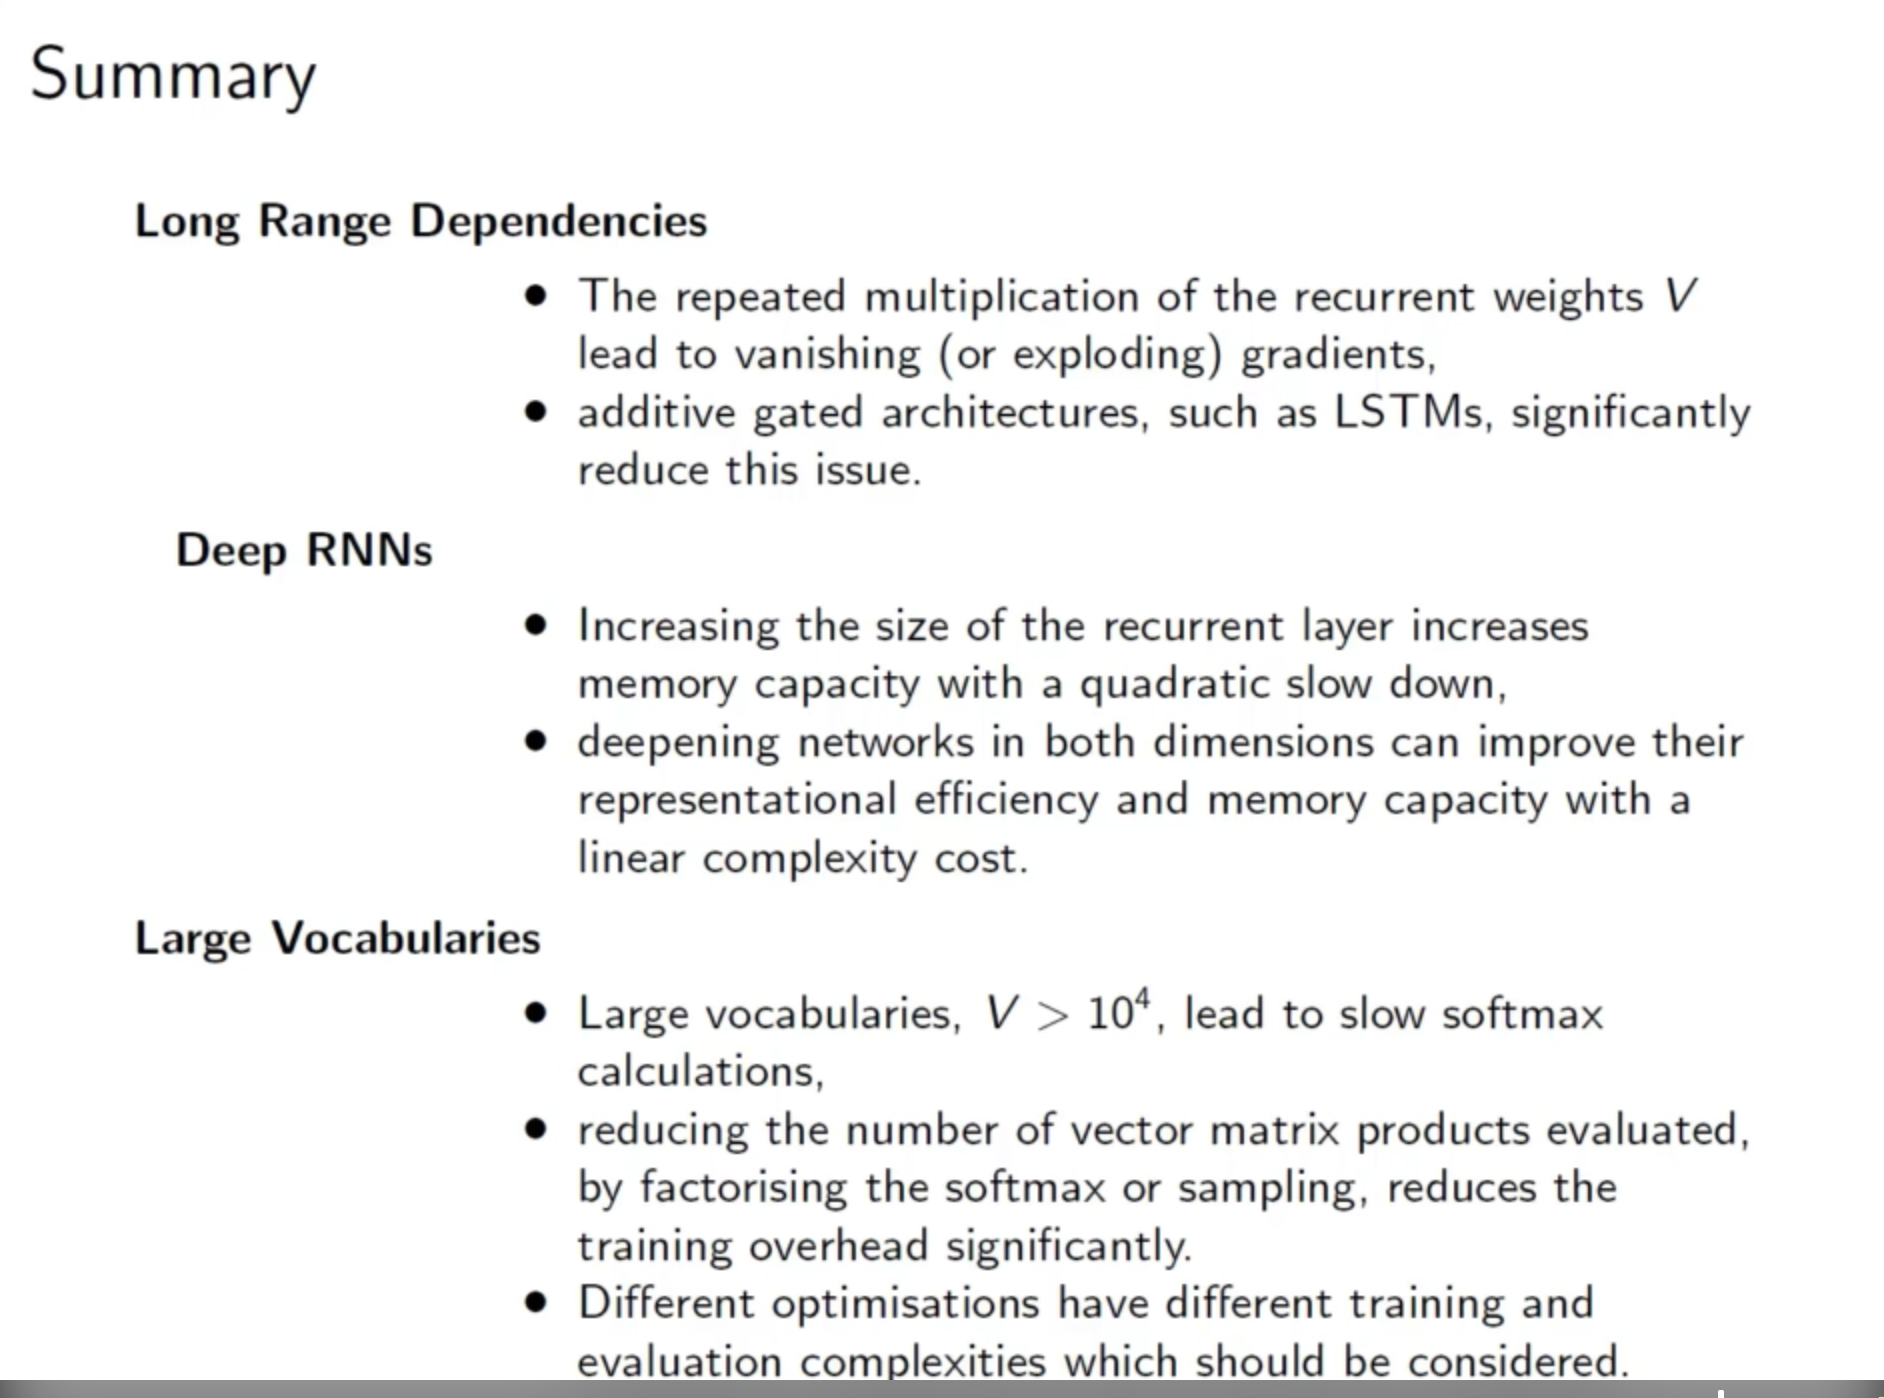 Summary
Long Range Dependencies
● The repeated multiplication of the recurrent weights V
lead to vanishing (or exploding) gradients,
● additive gated architectures, such as LSTMs, significantly
reduce this issue.
Deep RNNs
● Increasing the size of the recurrent layer increases
memory capacity with a quadratic slow down,
● deepening networks in both dimensions can improve their
representational efficiency and memory capacity with a
linear complexity cost.
Large Vocabularies
● Large vocabularies, V > 10⁴, lead to slow softmax
calculations,
● reducing the number of vector matrix products evaluated,
by factorising the softmax or sampling, reduces the
training overhead significantly.
● Different optimisations have different training and
evaluation complexities which should be considered.